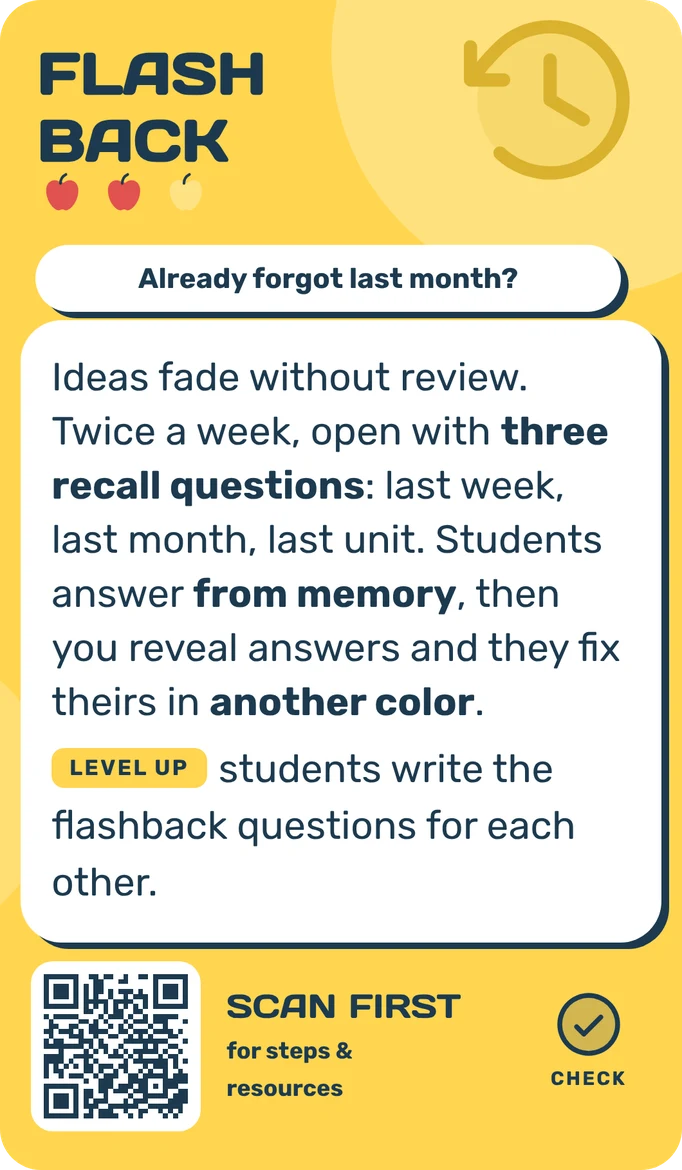 FLASH
BACK
Already forgot last month?
Ideas fade without review.
Twice a week, open with three
recall questions: last week,
last month, last unit. Students
answer from memory, then
you reveal answers and they fix
theirs in another color.
LEVEL UP students write the
flashback questions for each
other.
SCAN FIRST
for steps &
resources
CHECK